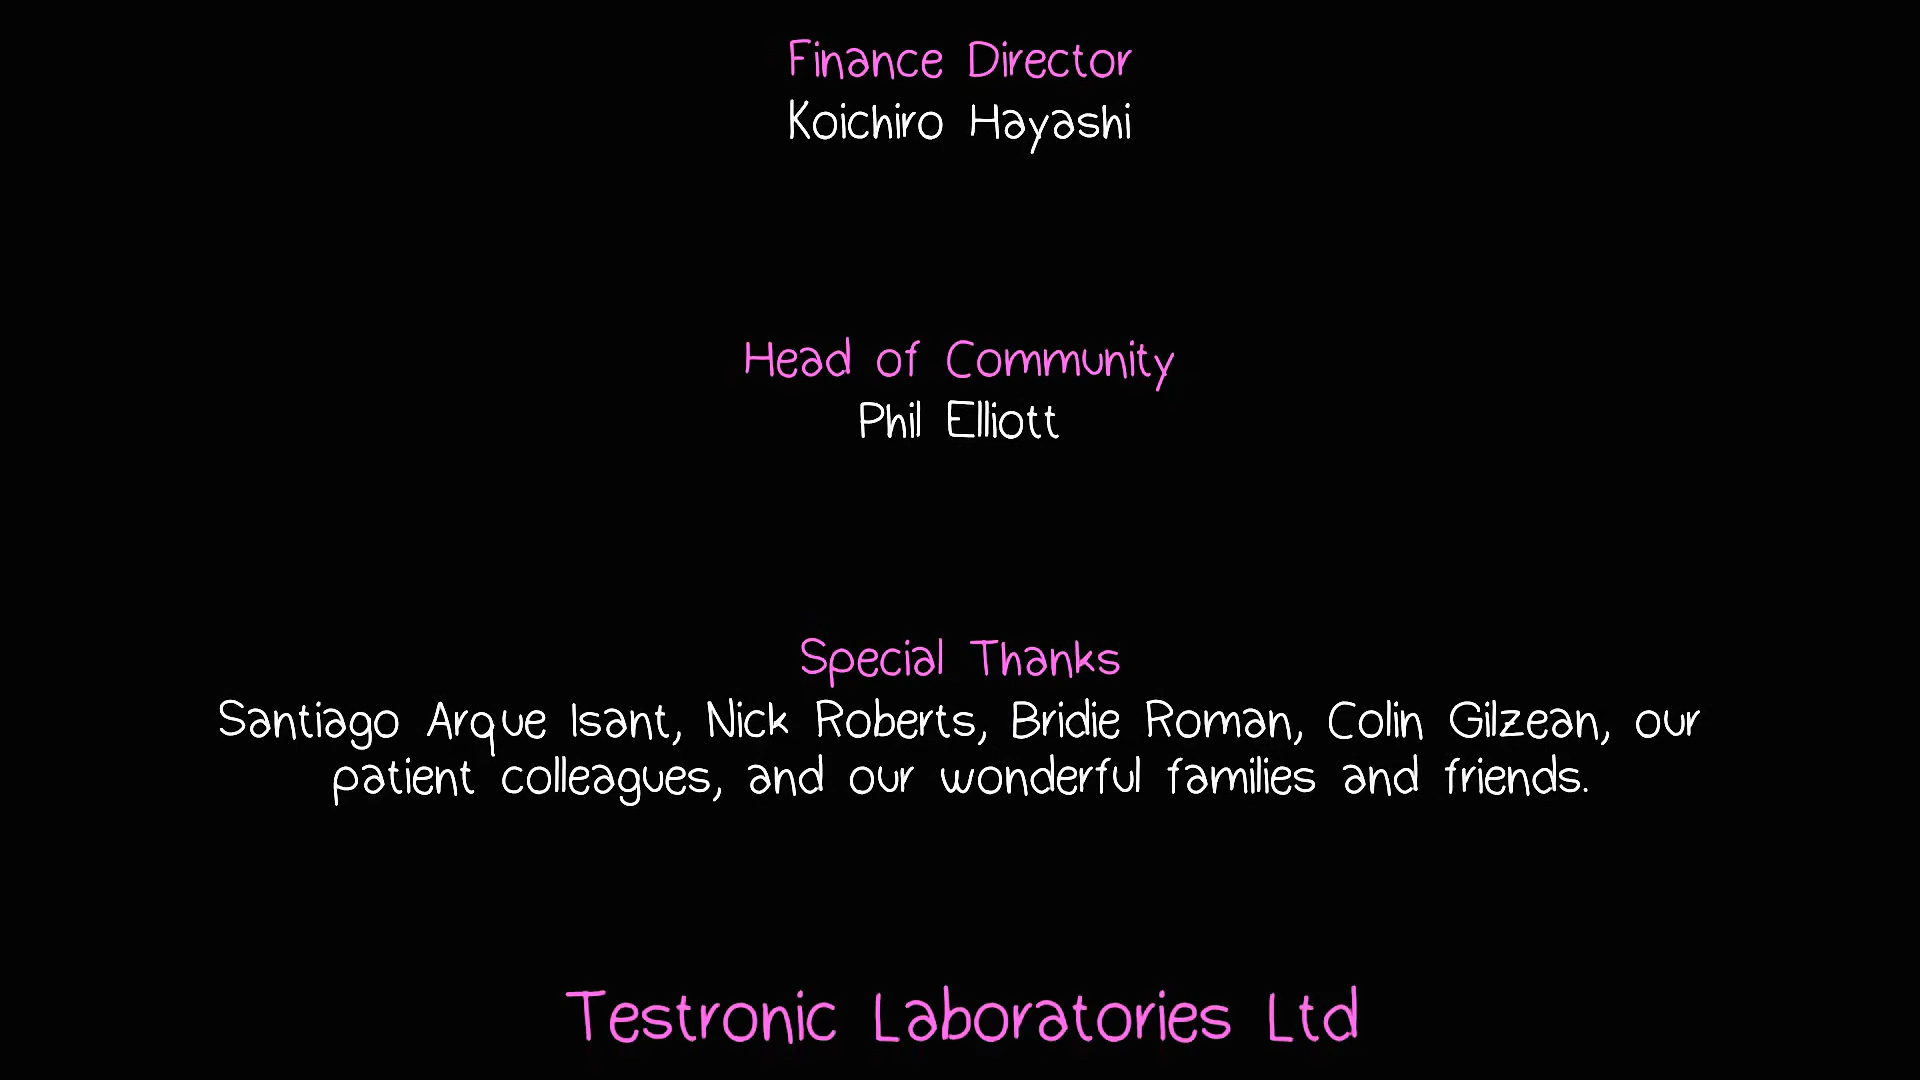 Finance Director
Koichiro Hayashi
Head of Community
Phil Elliott
Special Thanks
Santiago Arque Isant, Nick Roberts, Bridie Roman, Colin Gilzean, our
patient colleagues, and our wonderful families and friends.
Testronic Laboratories Ltd